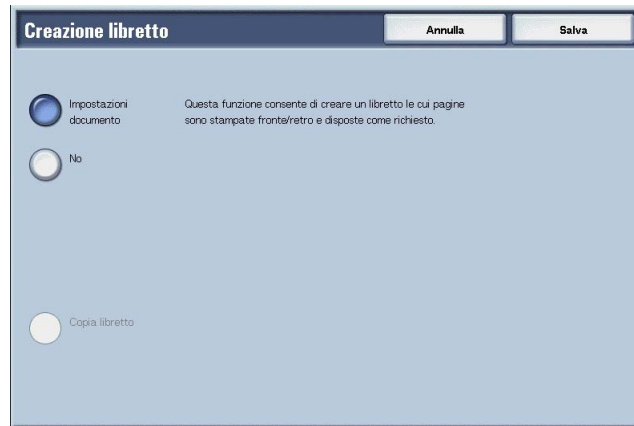 Creazione libretto
Annulla
Salva
Impostazioni
documento
Questa funzione consente di creare un libretto le cui pagine
sono stampate fronte/retro e disposte come richiesto.
No
Copia libretto